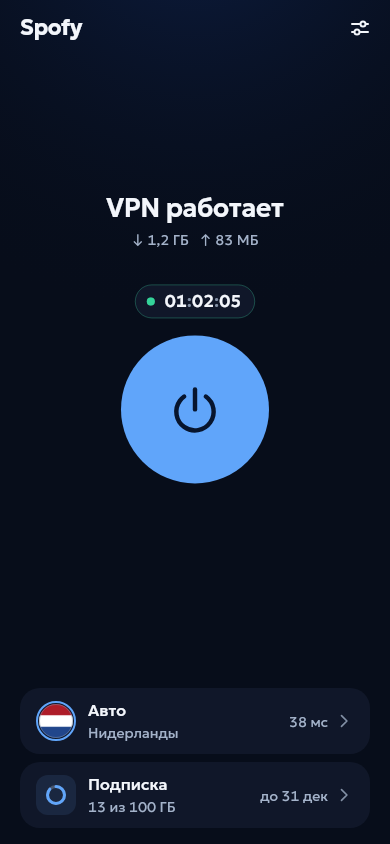 Spofy
VPN работает
↓ 1,2 ГБ ↑ 83 МБ
01:02:05
Авто
Нидерланды
38 мс
Подписка
13 из 100 ГБ
до 31 дек